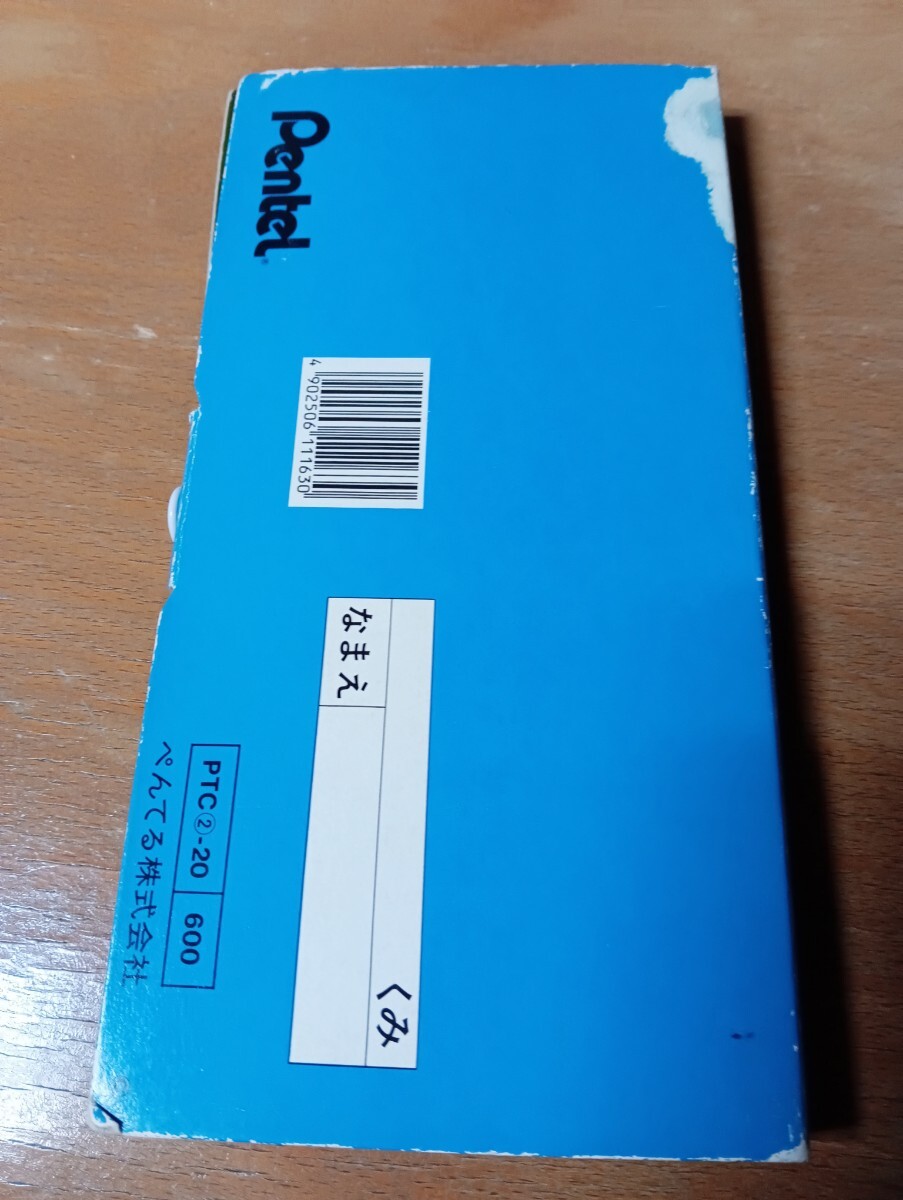 Pentel
4 902506 111630
くみ
なまえ
PTC②-20 600
ぺんてる株式会社